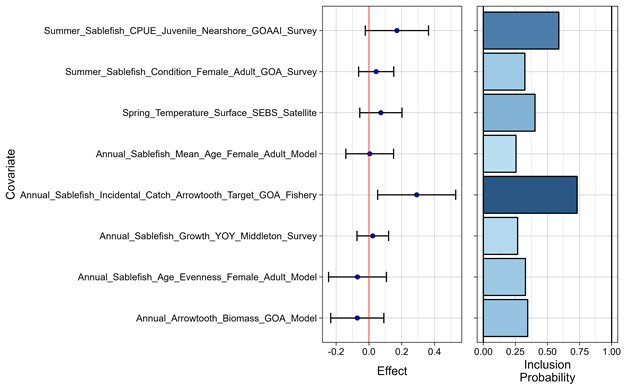 Summer_Sablefish_CPUE_Juvenile_Nearshore_GOAAI_Survey
Summer_Sablefish_Condition_Female_Adult_GOA_Survey
Spring_Temperature_Surface_SEBS_Satellite
Annual_Sablefish_Mean_Age_Female_Adult_Model
Annual_Sablefish_Incidental_Catch_Arrowtooth_Target_GOA_Fishery
Annual_Sablefish_Growth_YOY_Middleton_Survey
Annual_Sablefish_Age_Evenness_Female_Adult_Model
Annual_Arrowtooth_Biomass_GOA_Model
Covariate
-0.2 0.0 0.2 0.4
Effect
0.00 0.25 0.50 0.75 1.00
Inclusion
Probability